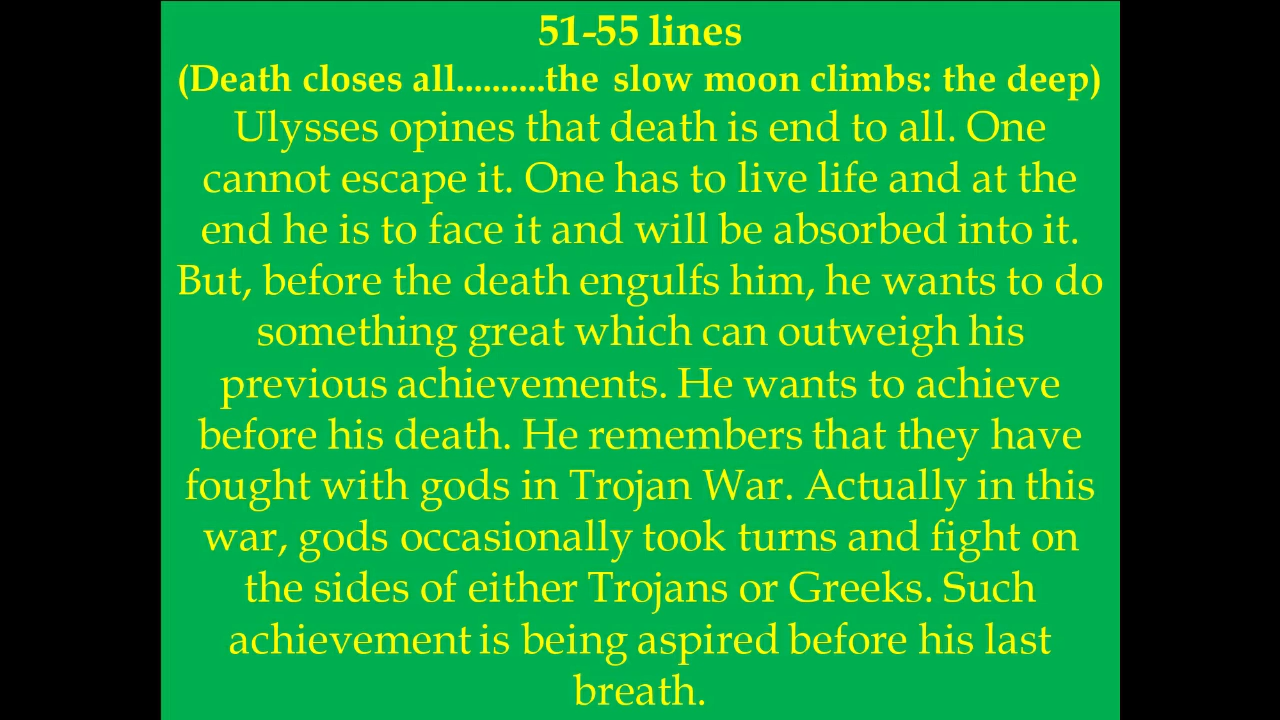 51-55 lines
(Death closes all..........the slow moon climbs: the deep)
Ulysses opines that death is end to all. One
cannot escape it. One has to live life and at the
end he is to face it and will be absorbed into it.
But, before the death engulfs him, he wants to do
something great which can outweigh his
previous achievements. He wants to achieve
before his death. He remembers that they have
fought with gods in Trojan War. Actually in this
war, gods occasionally took turns and fight on
the sides of either Trojans or Greeks. Such
achievement is being aspired before his last
breath.